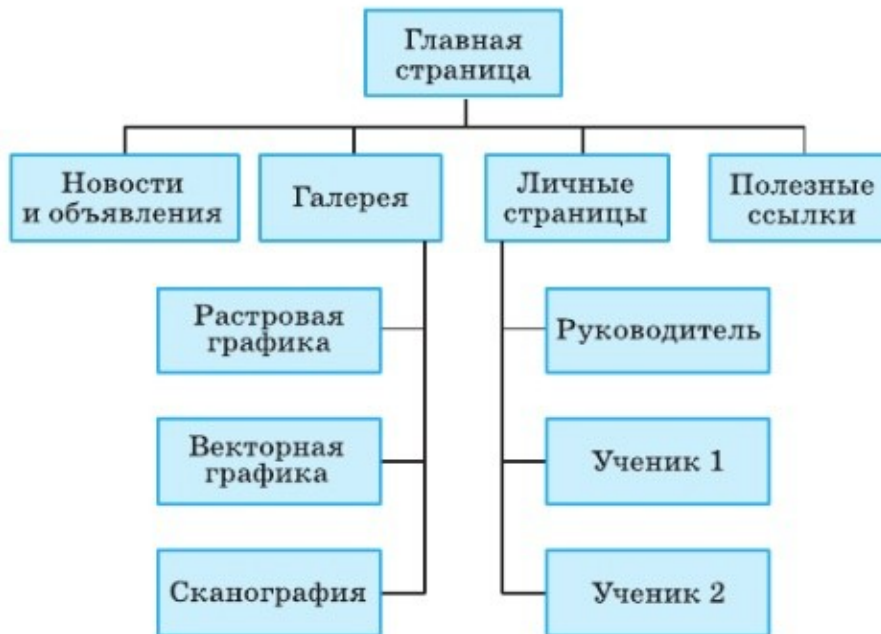 Главная
страница
Новости
и объявления
Галерея
Личные
страницы
Полезные
ссылки
Растровая
графика
Руководитель
Векторная
графика
Ученик 1
Сканография
Ученик 2